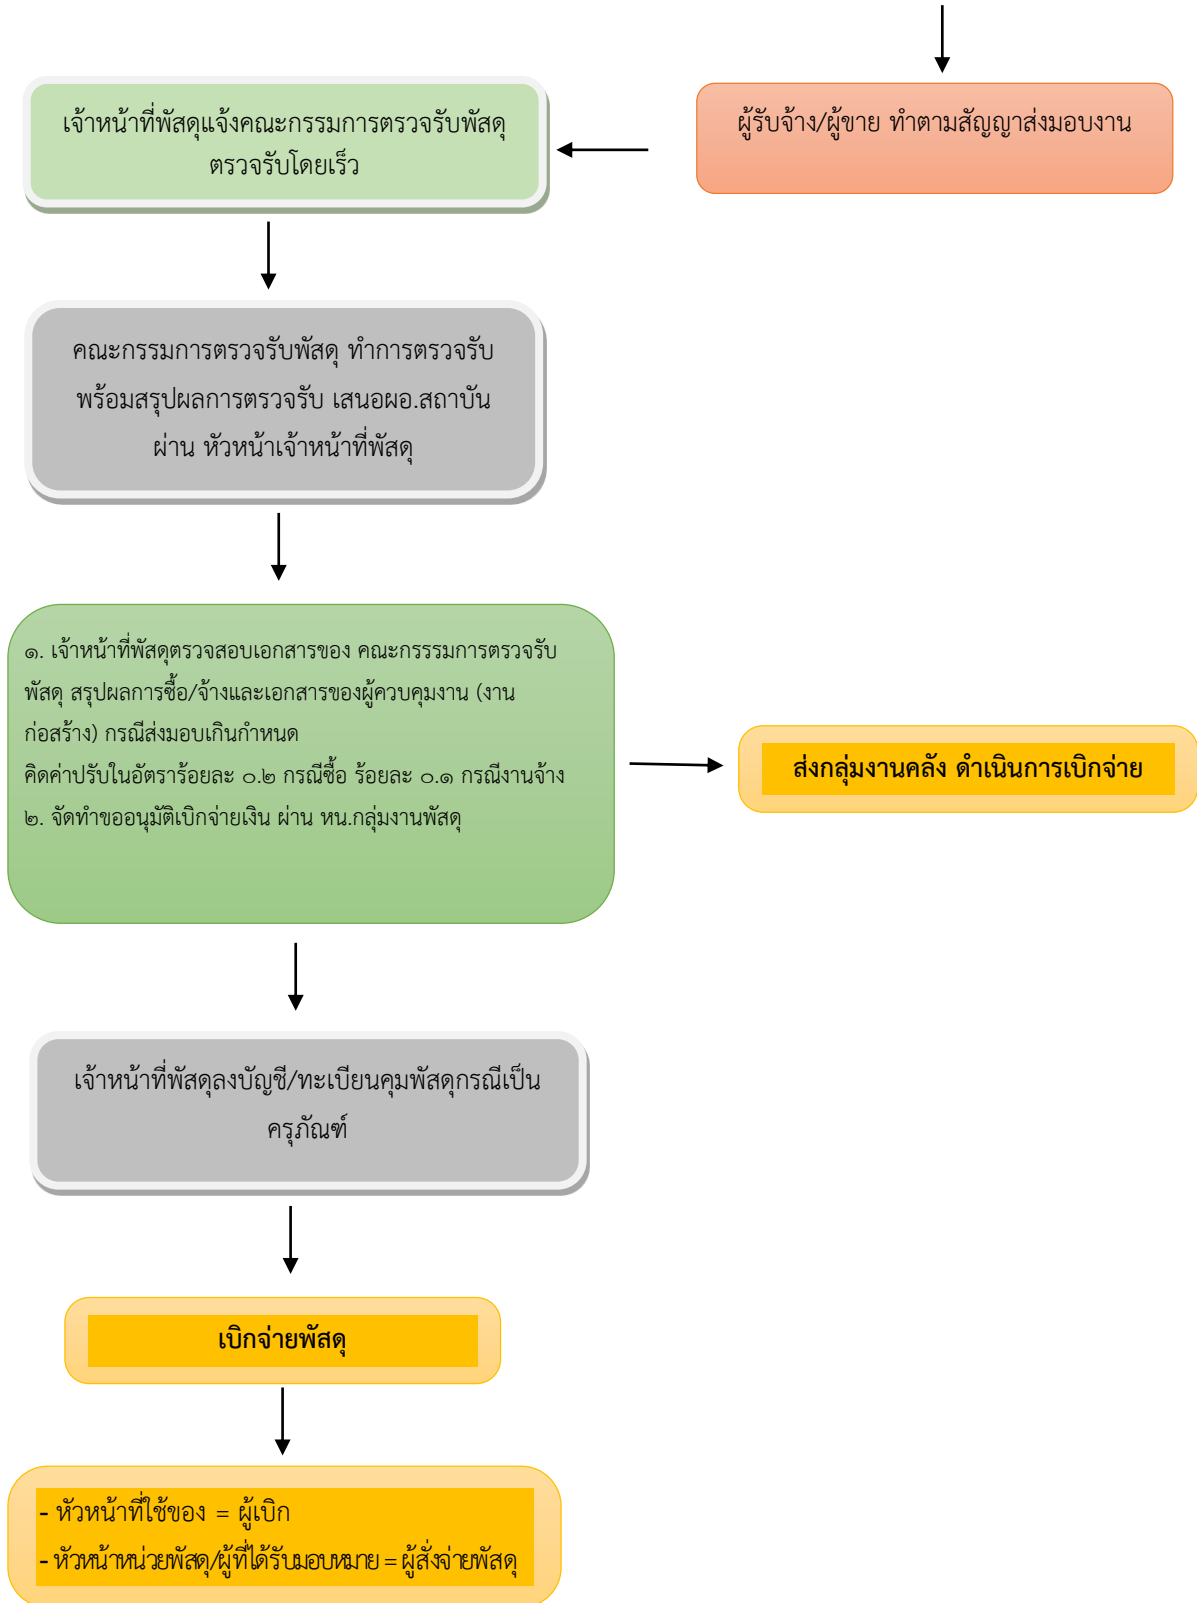 ผู้รับจ้าง/ผู้ขาย ทำตามสัญญาส่งมอบงาน
เจ้าหน้าที่พัสดุแจ้งคณะกรรมการตรวจรับพัสดุ
ตรวจรับโดยเร็ว
คณะกรรมการตรวจรับพัสดุ ทำการตรวจรับ
พร้อมสรุปผลการตรวจรับ เสนอผอ.สถาบัน
ผ่าน หัวหน้าเจ้าหน้าที่พัสดุ
๑. เจ้าหน้าที่พัสดุตรวจสอบเอกสารของ คณะกรรรมการตรวจรับ
พัสดุ สรุปผลการซื้อ/จ้างและเอกสารของผู้ควบคุมงาน (งาน
ก่อสร้าง) กรณีส่งมอบเกินกำหนด
คิดค่าปรับในอัตราร้อยละ ๐.๒ กรณีซื้อ ร้อยละ ๐.๑ กรณีงานจ้าง
๒. จัดทำขออนุมัติเบิกจ่ายเงิน ผ่าน หน.กลุ่มงานพัสดุ
ส่งกลุ่มงานคลัง ดำเนินการเบิกจ่าย
เจ้าหน้าที่พัสดุลงบัญชี/ทะเบียนคุมพัสดุกรณีเป็น
ครุภัณฑ์
เบิกจ่ายพัสดุ
- หัวหน้าที่ใช้ของ = ผู้เบิก
- หัวหน้าหน่วยพัสดุ/ผู้ที่ได้รับมอบหมาย = ผู้สั่งจ่ายพัสดุ